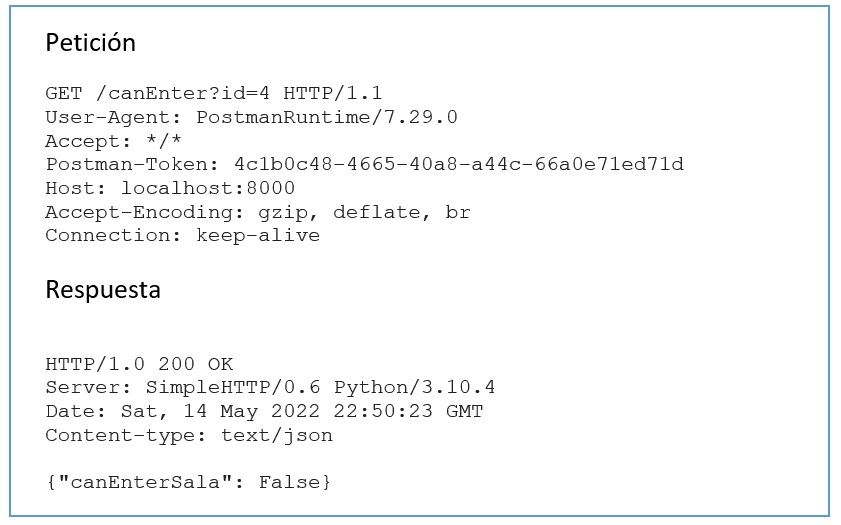 Petición
GET /canEnter?id=4 HTTP/1.1
User-Agent: PostmanRuntime/7.29.0
Accept: */*
Postman-Token: 4c1b0c48-4665-40a8-a44c-66a0e71ed71d
Host: localhost:8000
Accept-Encoding: gzip, deflate, br
Connection: keep-alive
Respuesta
HTTP/1.0 200 OK
Server: SimpleHTTP/0.6 Python/3.10.4
Date: Sat, 14 May 2022 22:50:23 GMT
Content-type: text/json
{"canEnterSala": False}